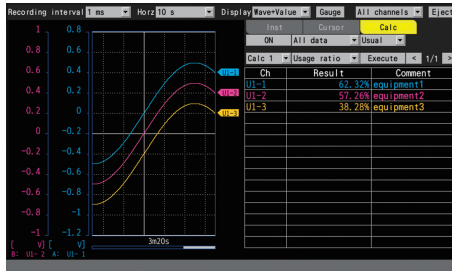 Recording interval 1 ms Horz 10 s Display Wave+Value Gauge All channels Eject
Inst Cursor Calc
ON All data Usual
Calc 1 Usage ratio Execute < 1/1 >
Ch Result Comment
U1-1 62.32% equipment1
U1-2 57.26% equipment2
U1-3 38.28% equipment3
1 0.8
0.8 0.6
0.6 0.4
0.4 0.2 U1-1
U1-2
0.2 0 U1-3
0 -0.2
-0.2 -0.4
-0.4 -0.6
-0.6 -0.8
-0.8 -1
-1 -1.2
[ V] [ V] 3m20s
B: U1- 2 A: U1- 1